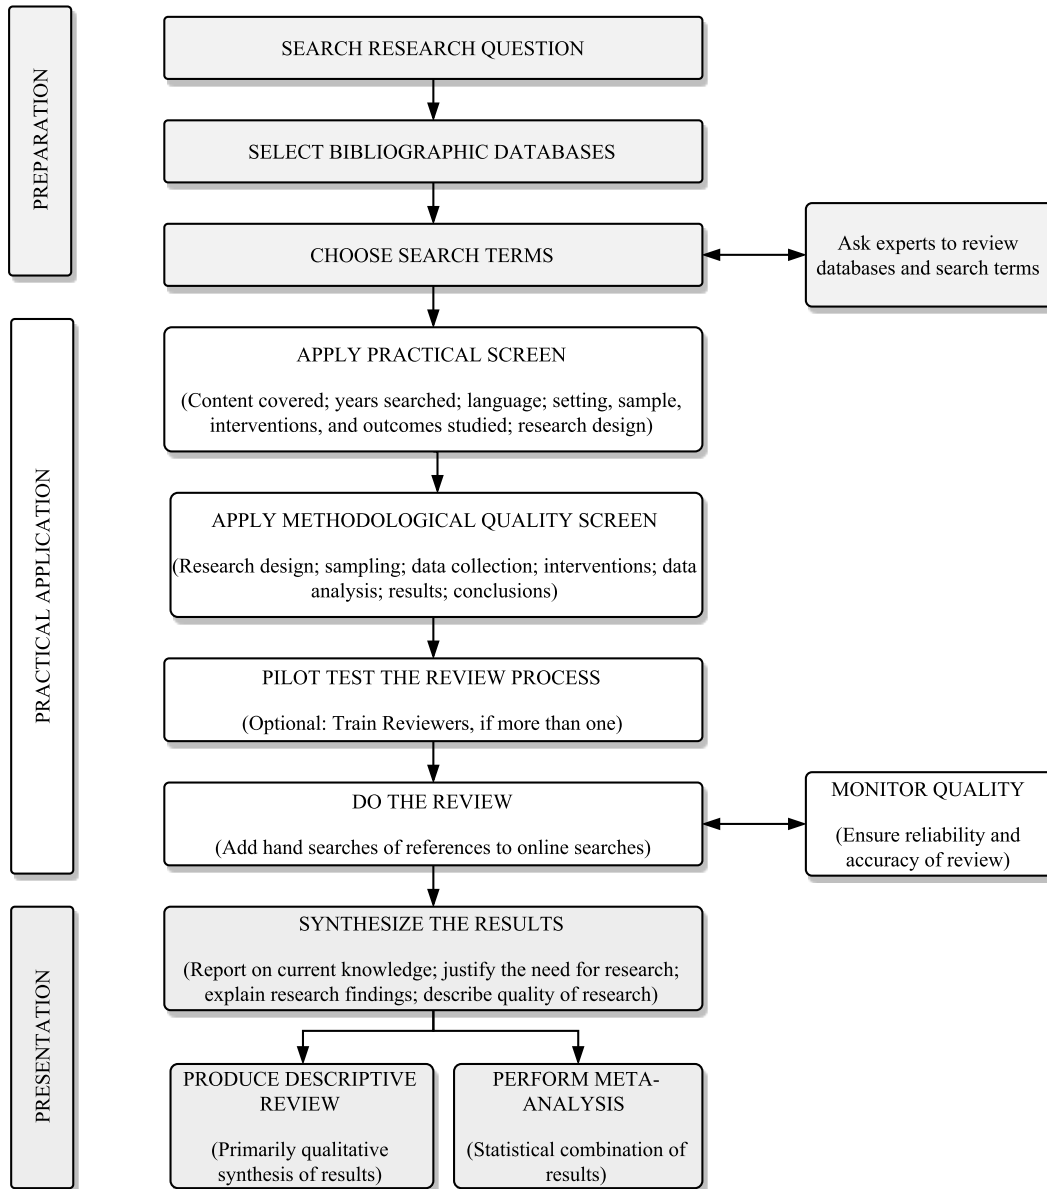 PREPARATION
SEARCH RESEARCH QUESTION
SELECT BIBLIOGRAPHIC DATABASES
CHOOSE SEARCH TERMS
Ask experts to review
databases and search terms
PRACTICAL APPLICATION
APPLY PRACTICAL SCREEN
(Content covered; years searched; language; setting, sample,
interventions, and outcomes studied; research design)
APPLY METHODOLOGICAL QUALITY SCREEN
(Research design; sampling; data collection; interventions; data
analysis; results; conclusions)
PILOT TEST THE REVIEW PROCESS
(Optional: Train Reviewers, if more than one)
DO THE REVIEW
(Add hand searches of references to online searches)
MONITOR QUALITY
(Ensure reliability and
accuracy of review)
PRESENTATION
SYNTHESIZE THE RESULTS
(Report on current knowledge; justify the need for research;
explain research findings; describe quality of research)
PRODUCE DESCRIPTIVE
REVIEW
(Primarily qualitative
synthesis of results)
PERFORM META-
ANALYSIS
(Statistical combination of
results)